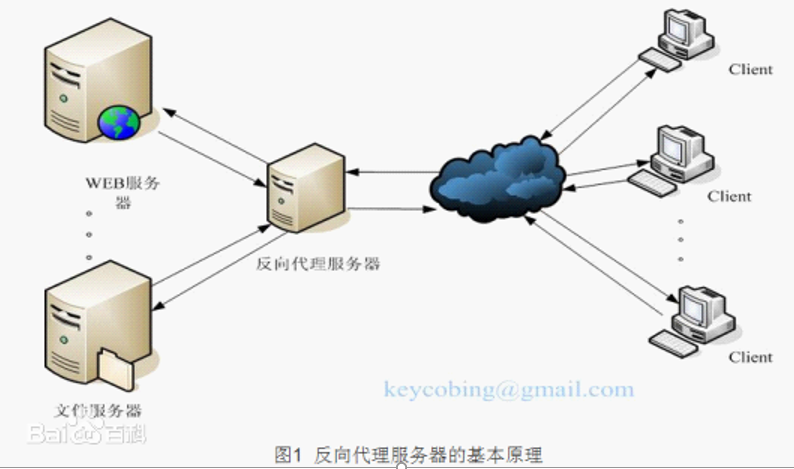 Client
WEB服务
器
Client
反向代理服务器
Client
keycobing@gmail.com
文件服务器
Baidu百科
图1 反向代理服务器的基本原理